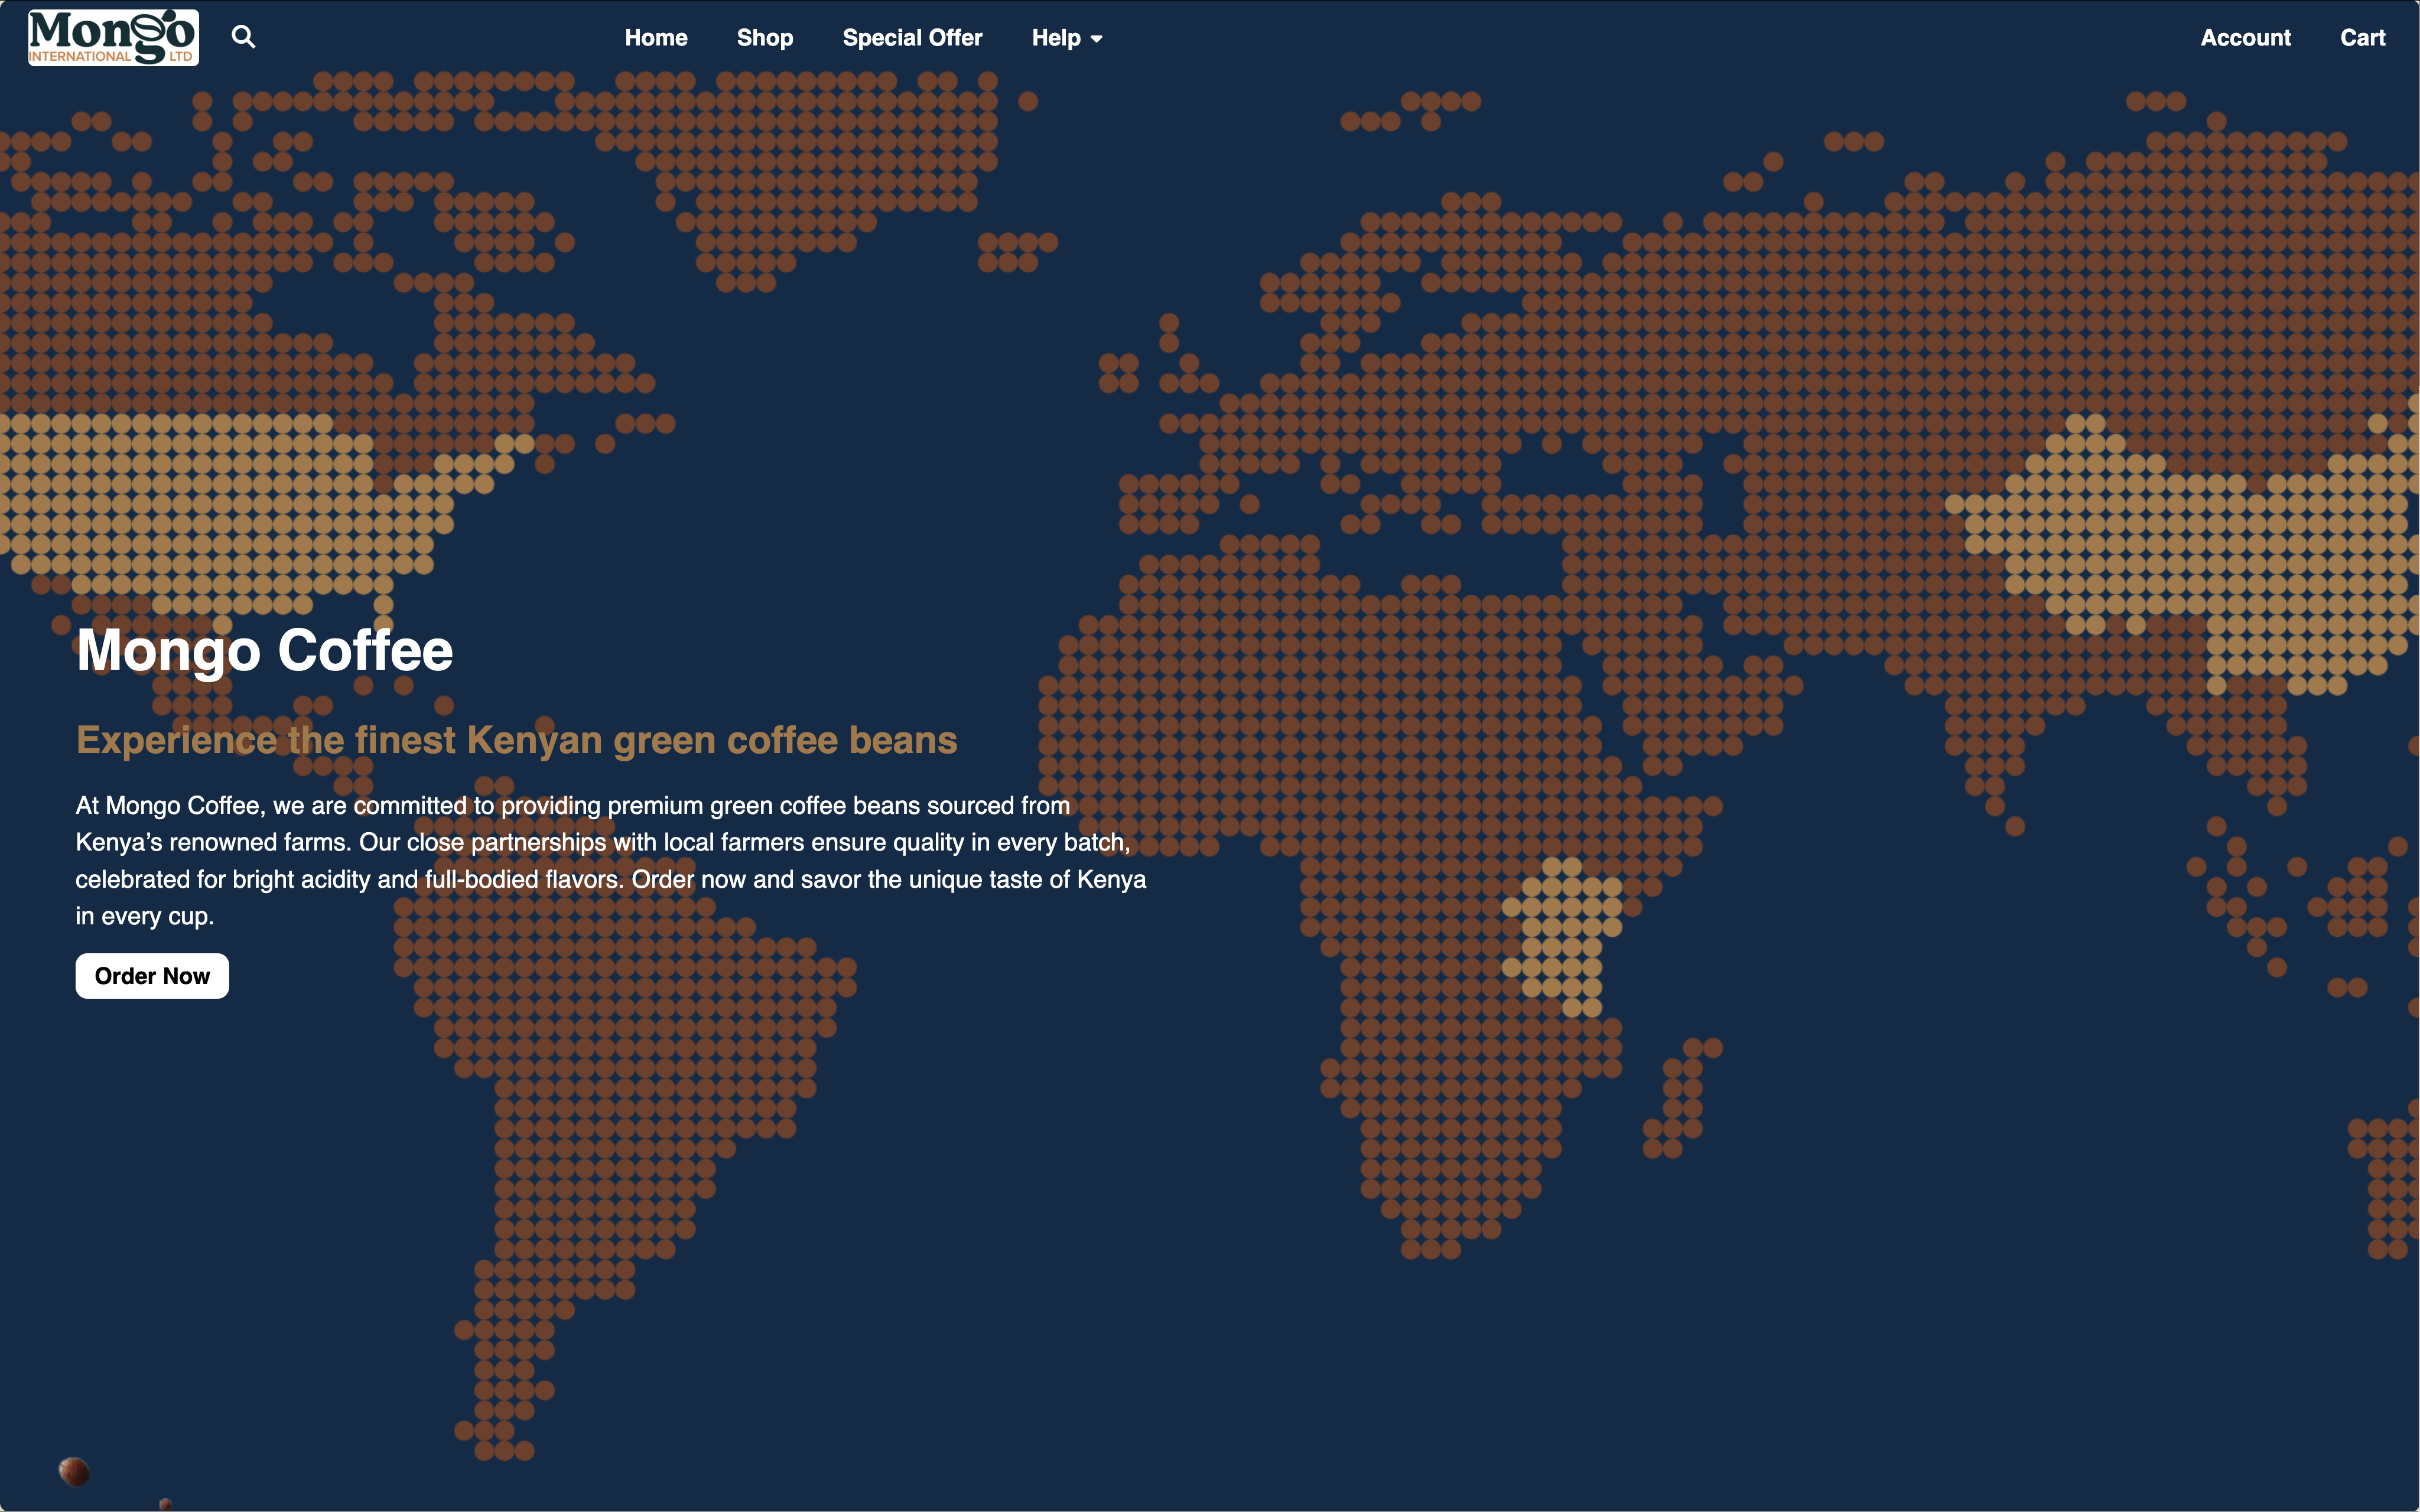 Mongo
INTERNATIONAL LTD
Home Shop Special Offer Help
Account Cart
Mongo Coffee
Experience the finest Kenyan green coffee beans
At Mongo Coffee, we are committed to providing premium green coffee beans sourced from
Kenya’s renowned farms. Our close partnerships with local farmers ensure quality in every batch,
celebrated for bright acidity and full-bodied flavors. Order now and savor the unique taste of Kenya
in every cup.
Order Now